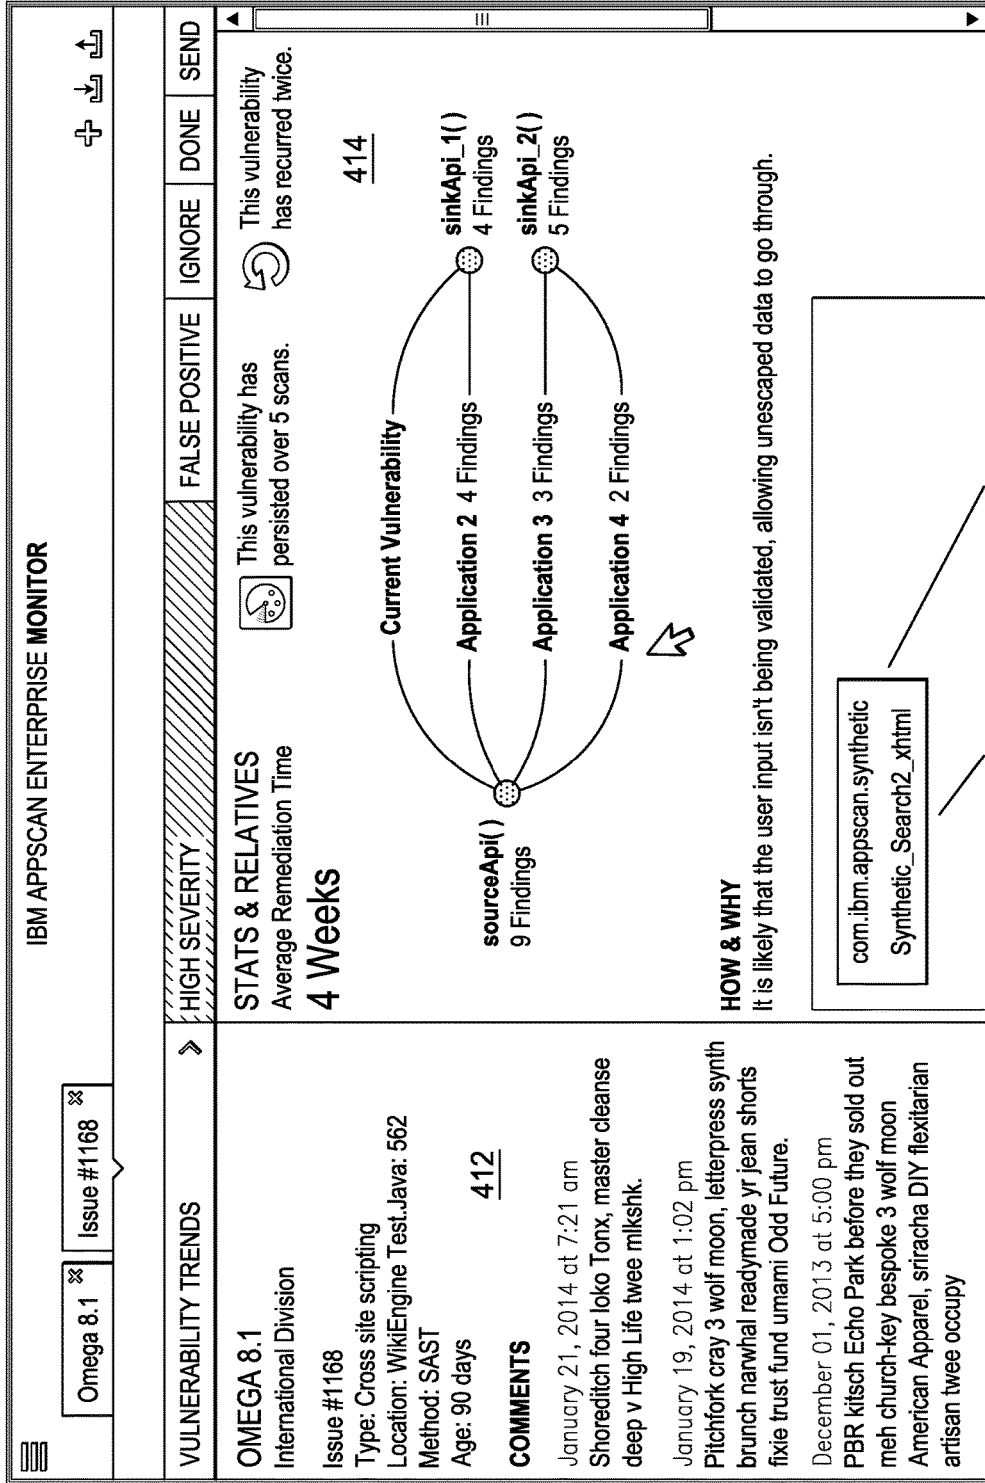 IBM APPSCAN ENTERPRISE MONITOR
Omega 8.1
Issue #1168
VULNERABILITY TRENDS
HIGH SEVERITY
FALSE POSITIVE
IGNORE
DONE
SEND
OMEGA 8.1
International Division
Issue #1168
Type: Cross site scripting
Location: WikiEngine Test.Java: 562
Method: SAST
Age: 90 days
412
COMMENTS
January 21, 2014 at 7:21 am
Shoreditch four loko Tonx, master cleanse
deep v High Life twee mlkshk.
January 19, 2014 at 1:02 pm
Pitchfork cray 3 wolf moon, letterpress synth
brunch narwhal readymade yr jean shorts
fixie trust fund umami Odd Future.
December 01, 2013 at 5:00 pm
PBR kitsch Echo Park before they sold out
meh church-key bespoke 3 wolf moon
American Apparel, sriracha DIY flexitarian
artisan twee occupy
STATS & RELATIVES
Average Remediation Time
4 Weeks
This vulnerability has
persisted over 5 scans.
This vulnerability
has recurred twice.
414
sourceApi( )
9 Findings
Current Vulnerability
Application 2 4 Findings
Application 3 3 Findings
Application 4 2 Findings
sinkApi_1( )
4 Findings
sinkApi_2( )
5 Findings
HOW & WHY
It is likely that the user input isn't being validated, allowing unescaped data to go through.
com.ibm.appscan.synthetic
Synthetic_Search2_xhtml